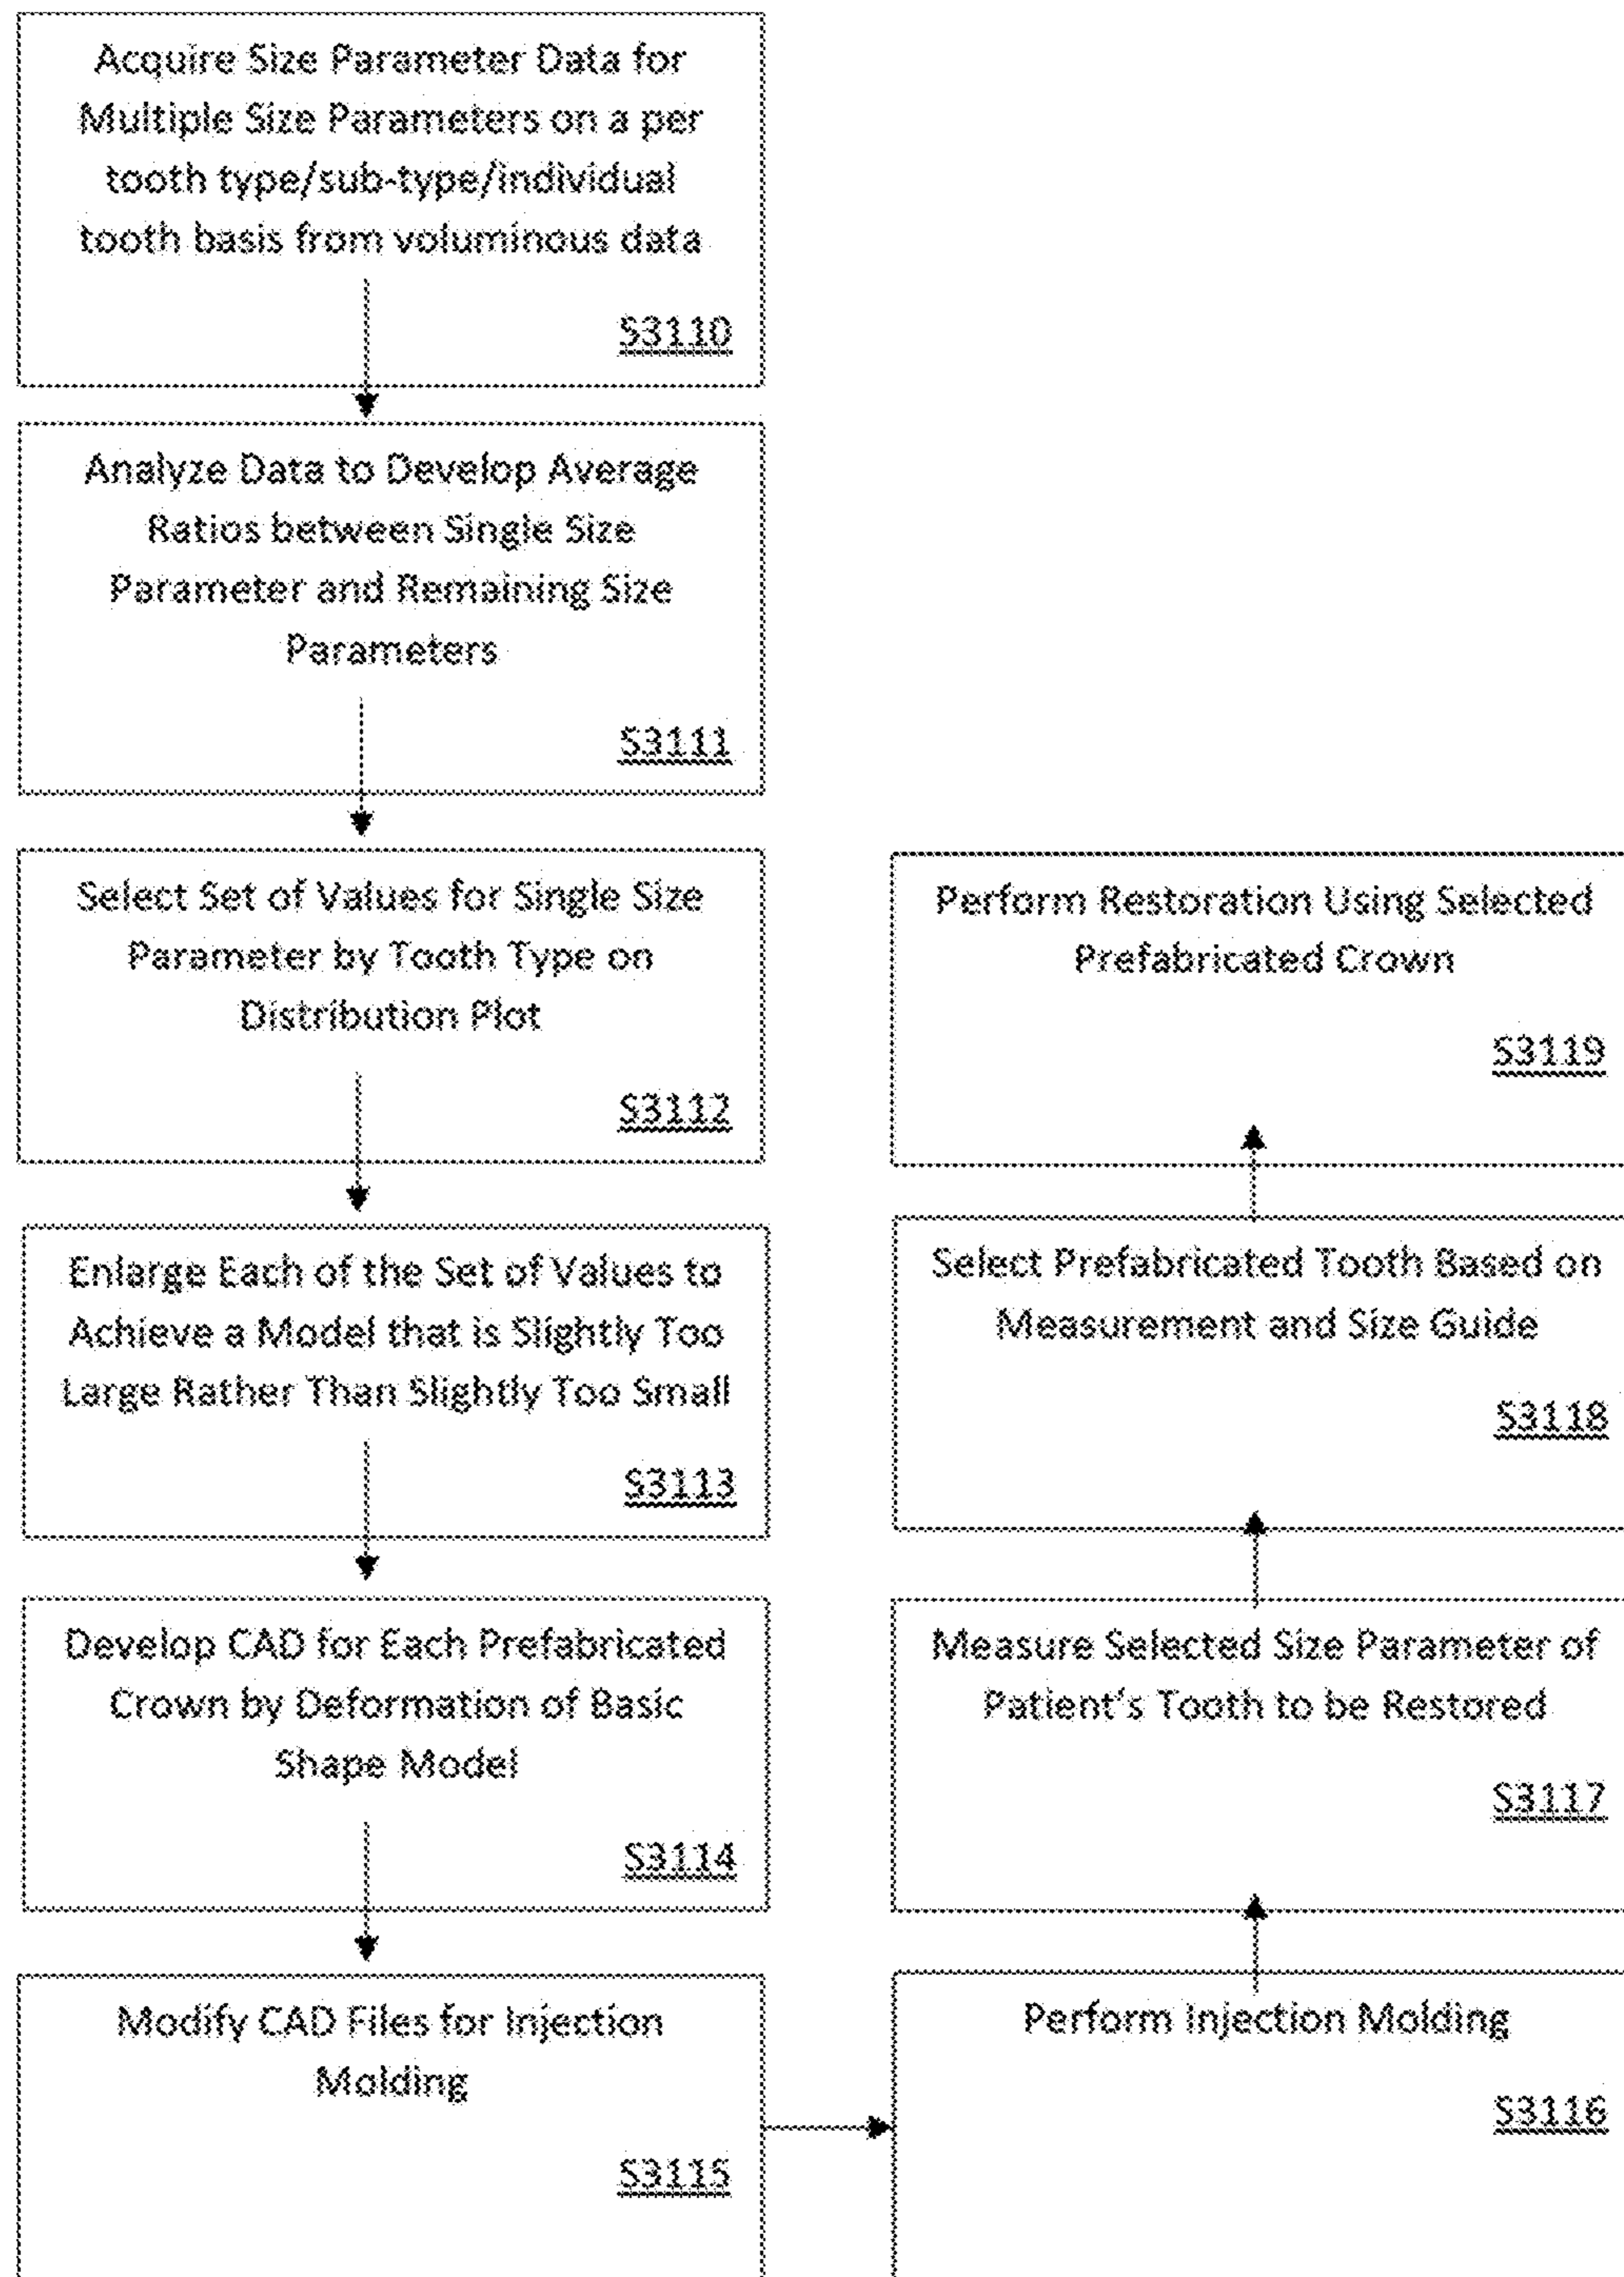 Acquire Size Parameter Data for
Multiple Size Parameters on a per
tooth type/sub-type/individual
tooth basis from voluminous data
S3110
Analyze Data to Develop Average
Ratios between Single Size
Parameter and Remaining Size
Parameters
S3111
Select Set of Values for Single Size
Parameter by Tooth Type on
Distribution Plot
S3112
Enlarge Each of the Set of Values to
Achieve a Model that is Slightly Too
Large Rather Than Slightly Too Small
S3113
Develop CAD for Each Prefabricated
Crown by Deformation of Basic
Shape Model
S3114
Modify CAD Files for Injection
Molding
S3115
Perform Injection Molding
S3116
Measure Selected Size Parameter of
Patient's Tooth to be Restored
S3117
Select Prefabricated Tooth Based on
Measurement and Size Guide
S3118
Perform Restoration Using Selected
Prefabricated Crown
S3119